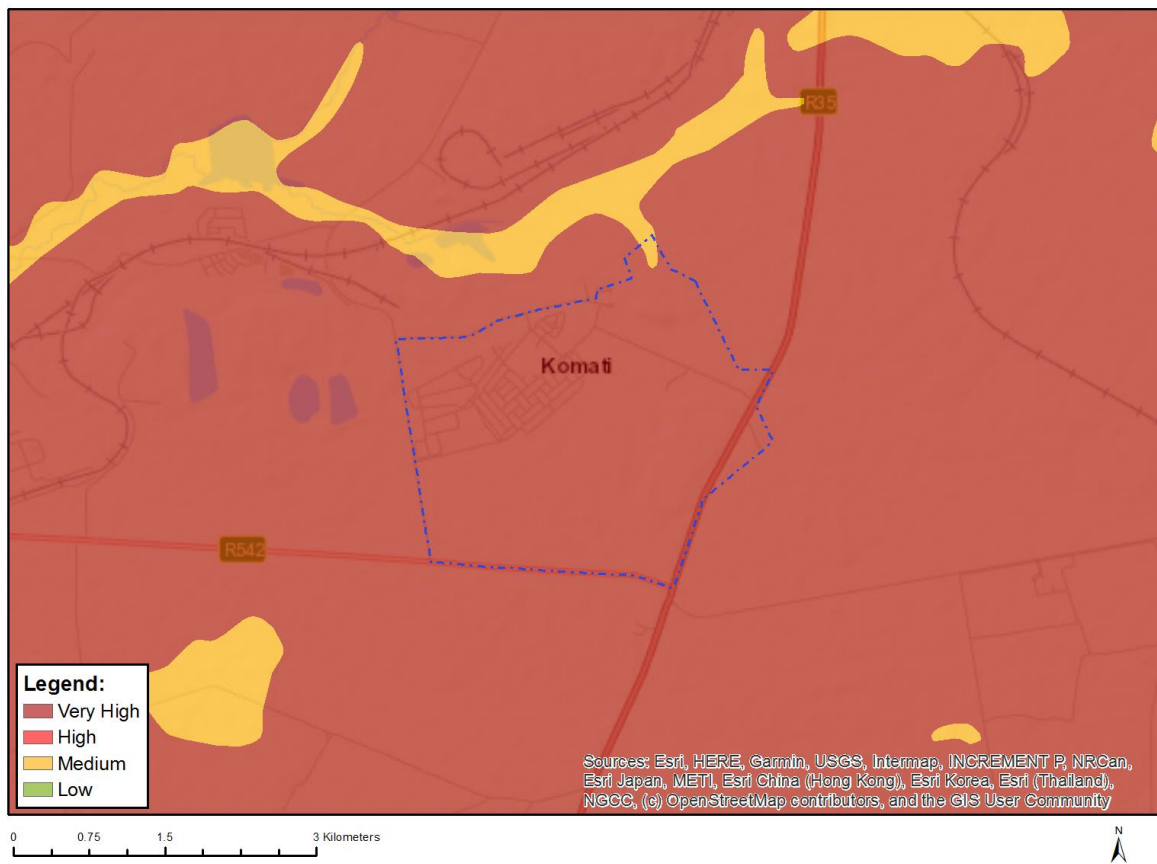 R35
Komati
R542
Legend:
Very High
High
Medium
Low
Sources: Esri, HERE, Garmin, USGS, Intermap, INCREMENT P, NRCan,
Esri Japan, METI, Esri China (Hong Kong), Esri Korea, Esri (Thailand),
NGCC, (c) OpenStreetMap contributors, and the GIS User Community
0 0.75 1.5 3 Kilometers
N